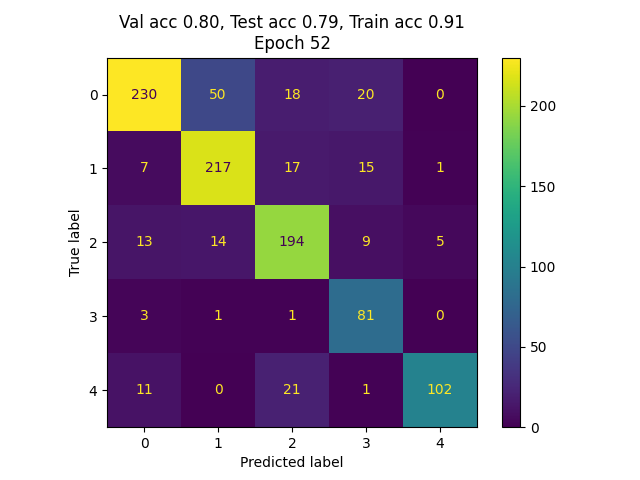 Val acc 0.80, Test acc 0.79, Train acc 0.91
Epoch 52
0 230 50 18 20 0
1 7 217 17 15 1
2 13 14 194 9 5
3 3 1 1 81 0
4 11 0 21 1 102
0 1 2 3 4
Predicted label
True label
200
150
100
50
0